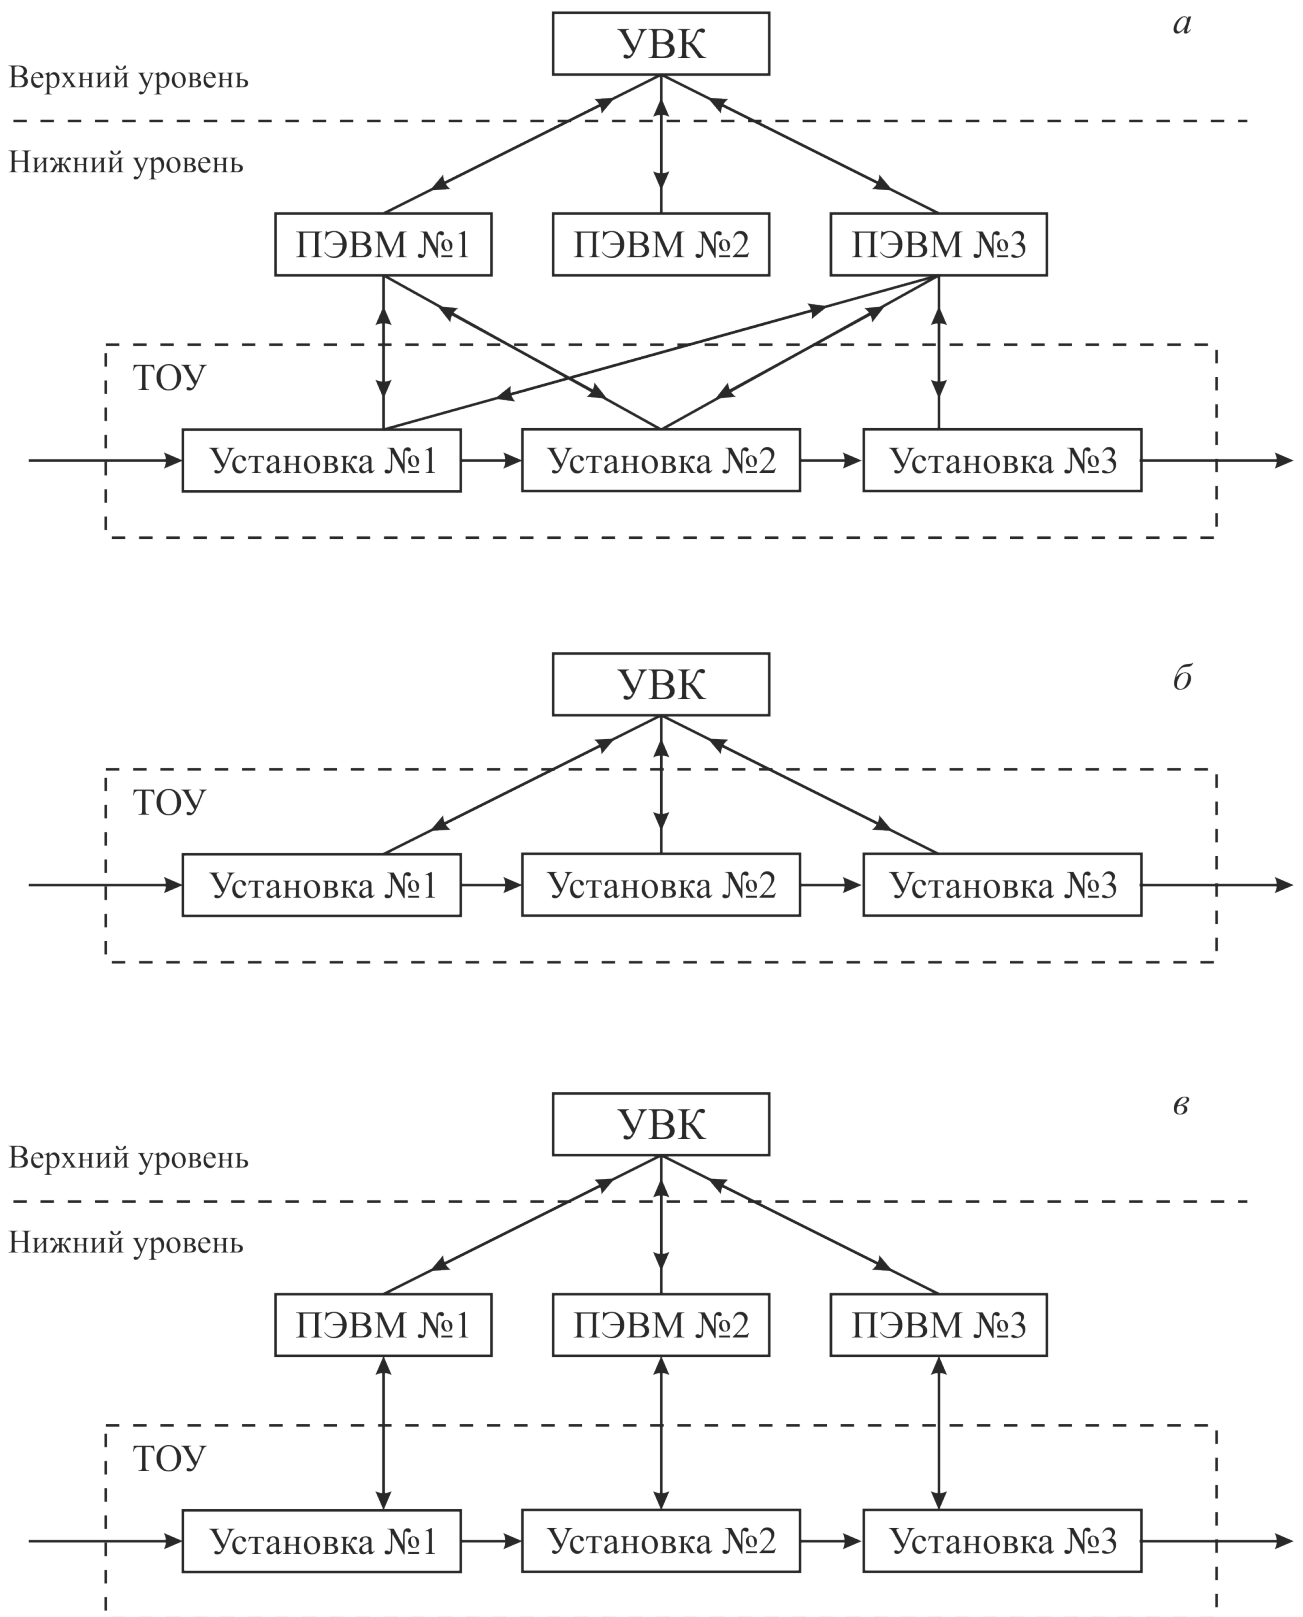 УВК
а
Верхний уровень
Нижний уровень
ПЭВМ №1
ПЭВМ №2
ПЭВМ №3
ТОУ
Установка №1
Установка №2
Установка №3
УВК
б
ТОУ
Установка №1
Установка №2
Установка №3
УВК
в
Верхний уровень
Нижний уровень
ПЭВМ №1
ПЭВМ №2
ПЭВМ №3
ТОУ
Установка №1
Установка №2
Установка №3